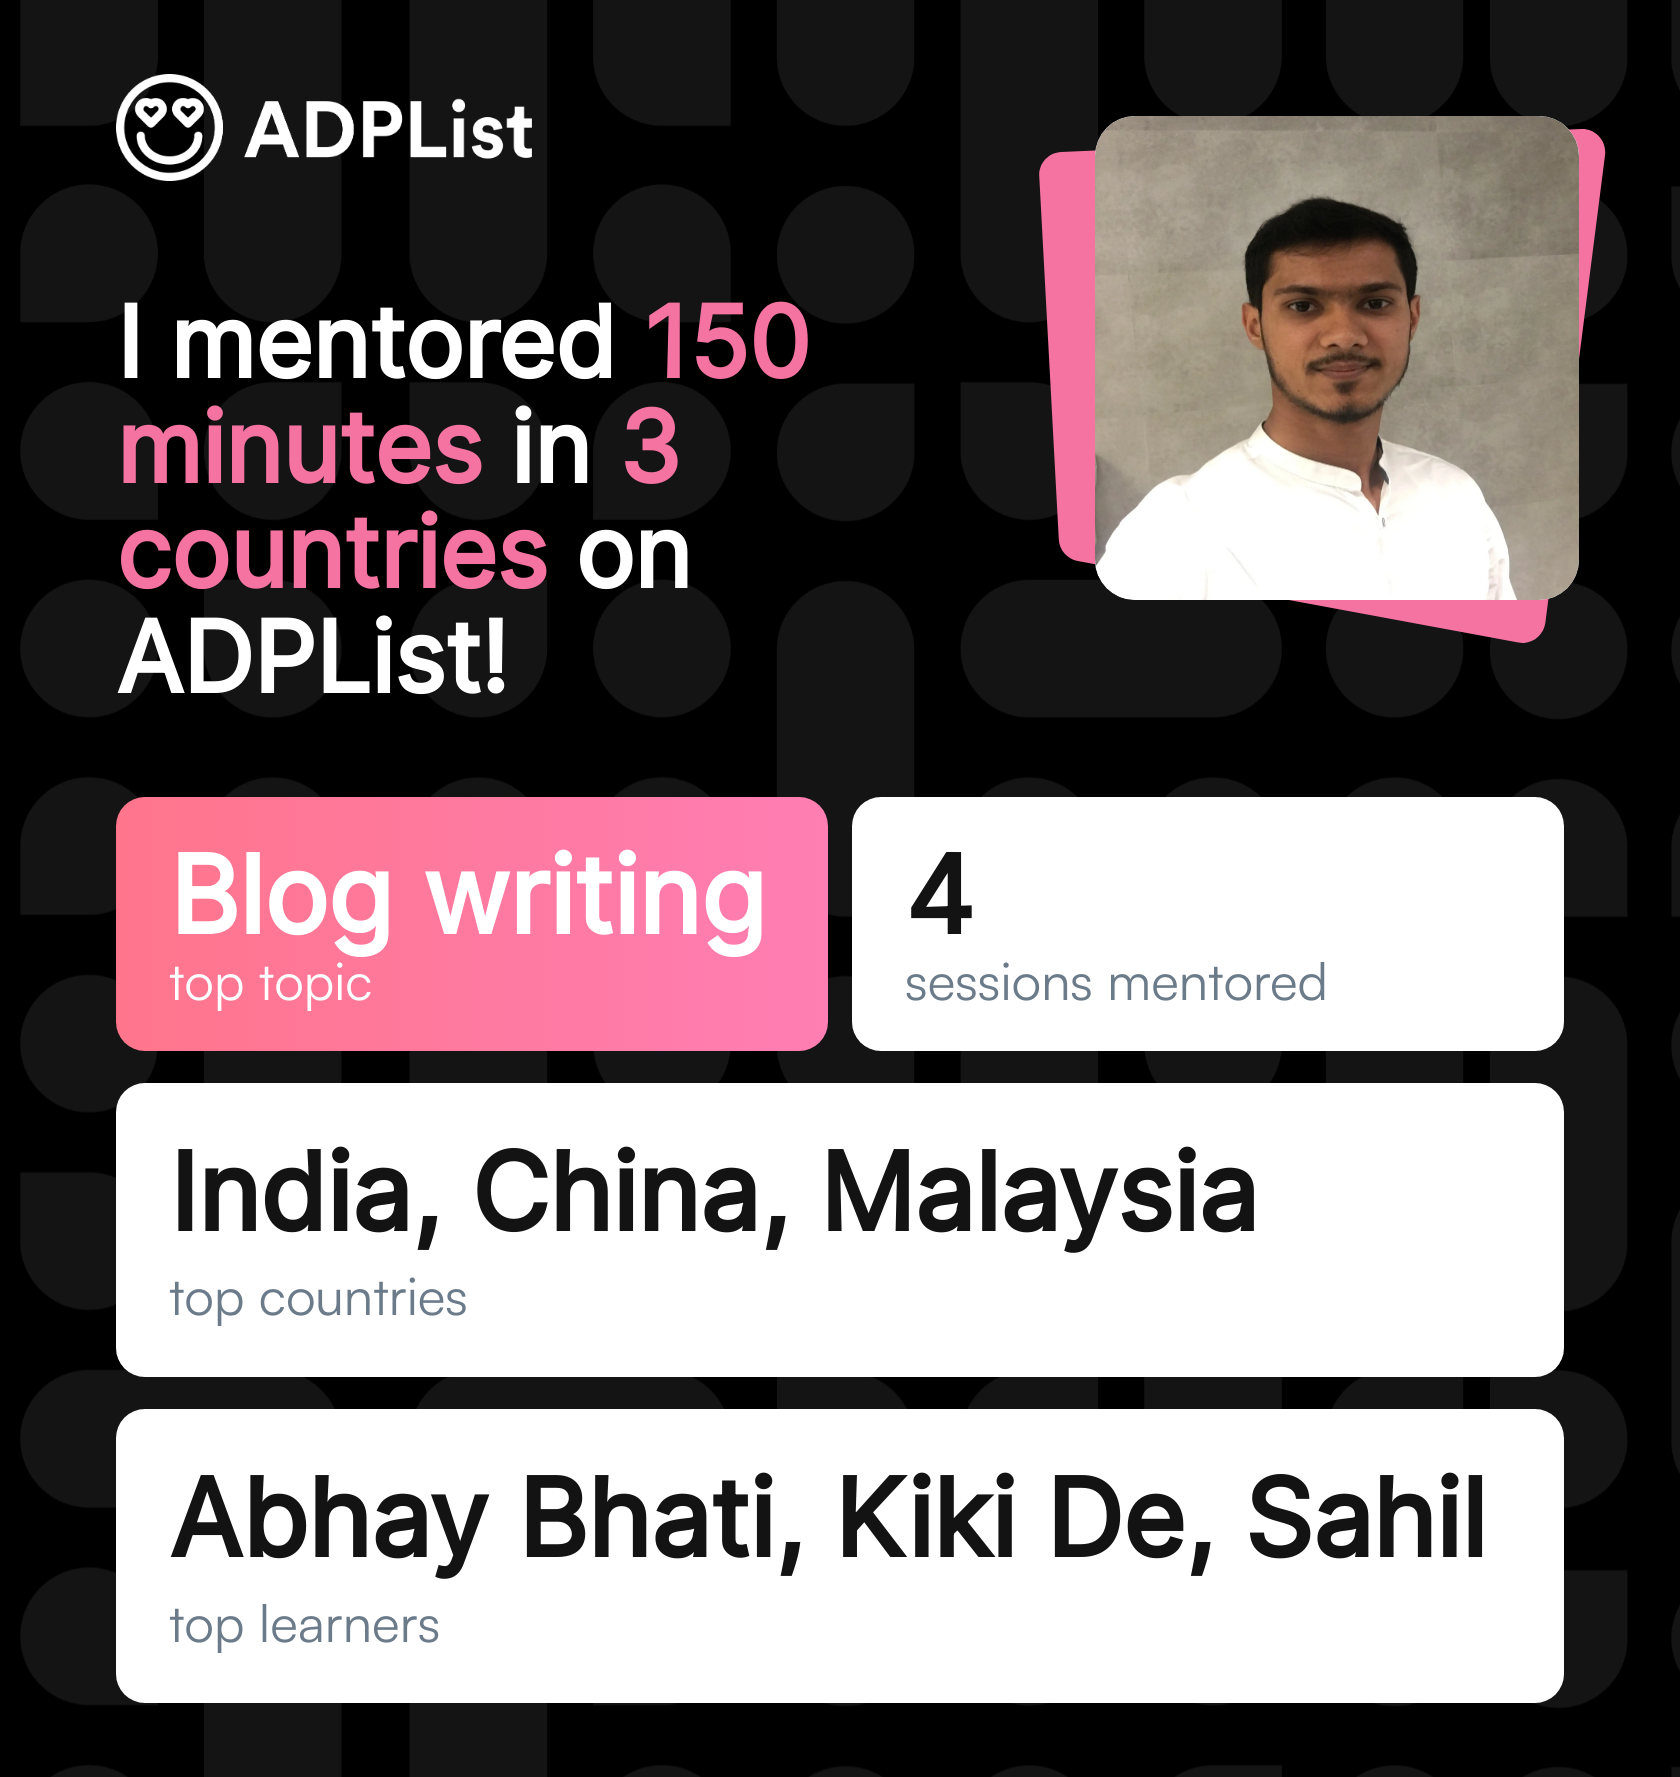 ADPList
I mentored 150
minutes in 3
countries on
ADPList!
Blog writing
top topic
4
sessions mentored
India, China, Malaysia
top countries
Abhay Bhati, Kiki De, Sahil
top learners